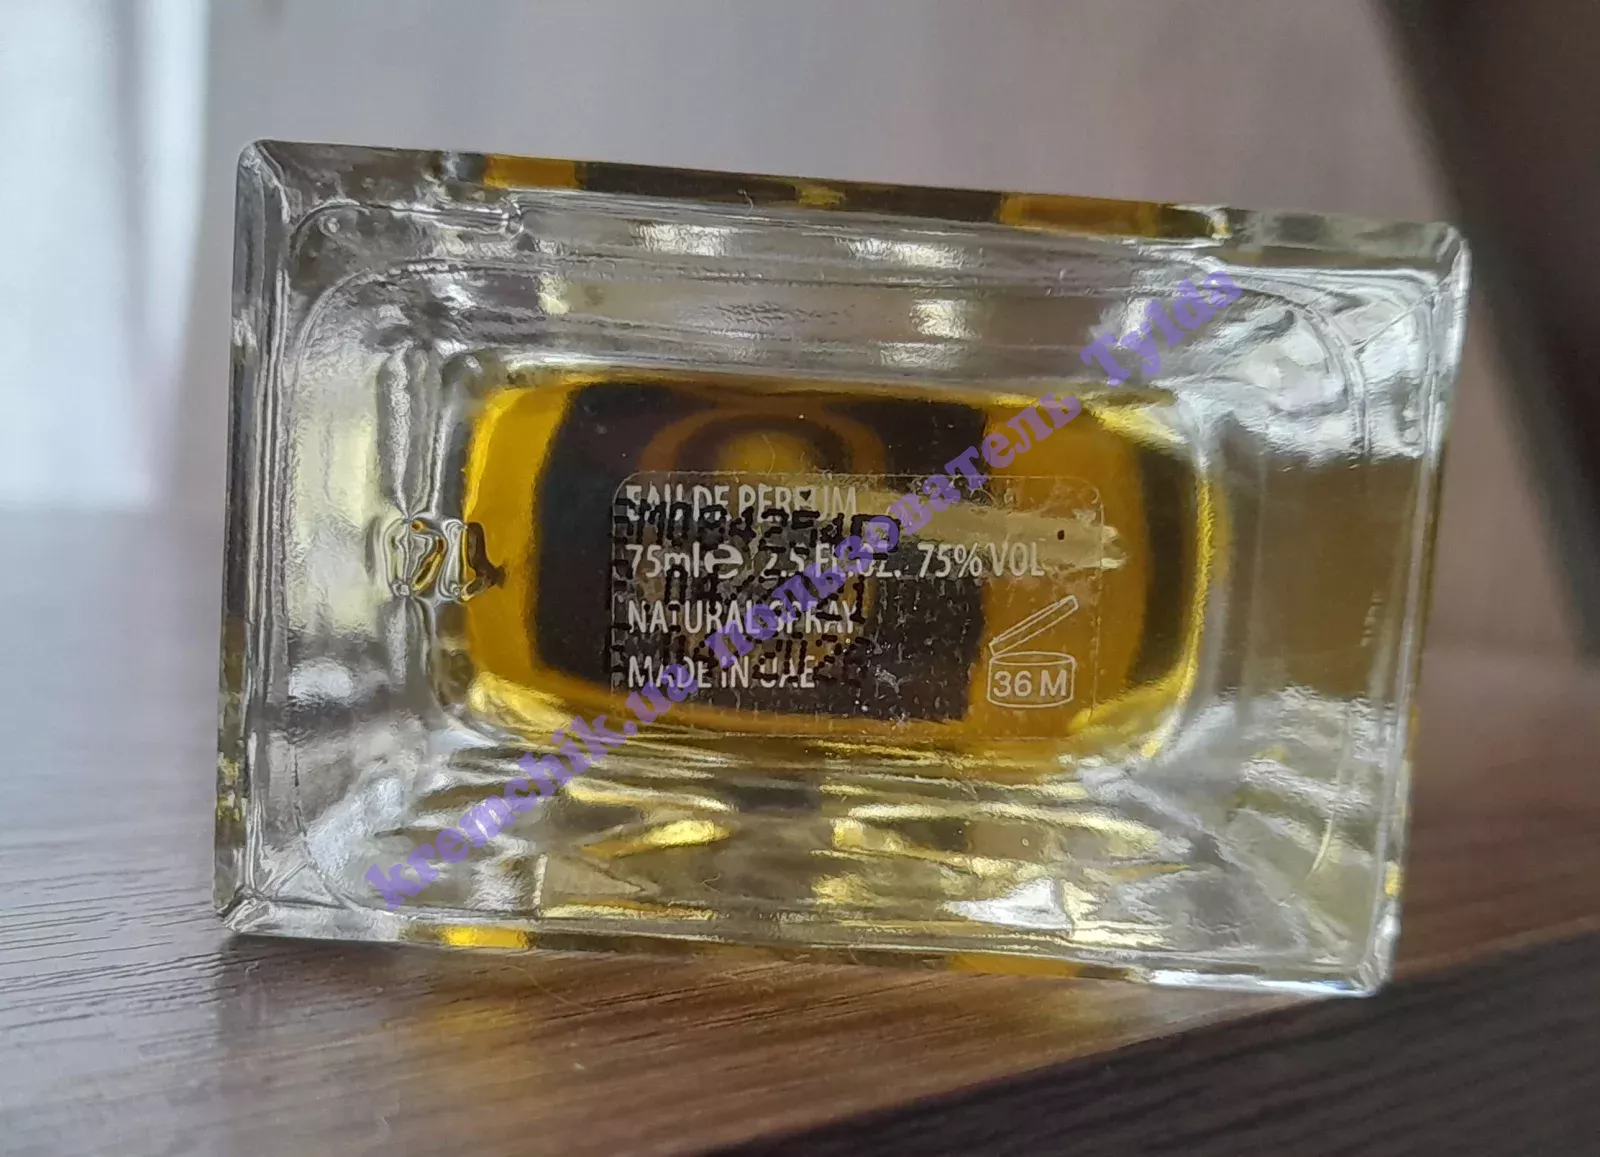 EAU DE PERFUM
75ml e 2.5 Fl.Oz. 75% VOL
NATURAL SPRAY
MADE IN UAE
36 M
kremchik.ua пользователь Tylda